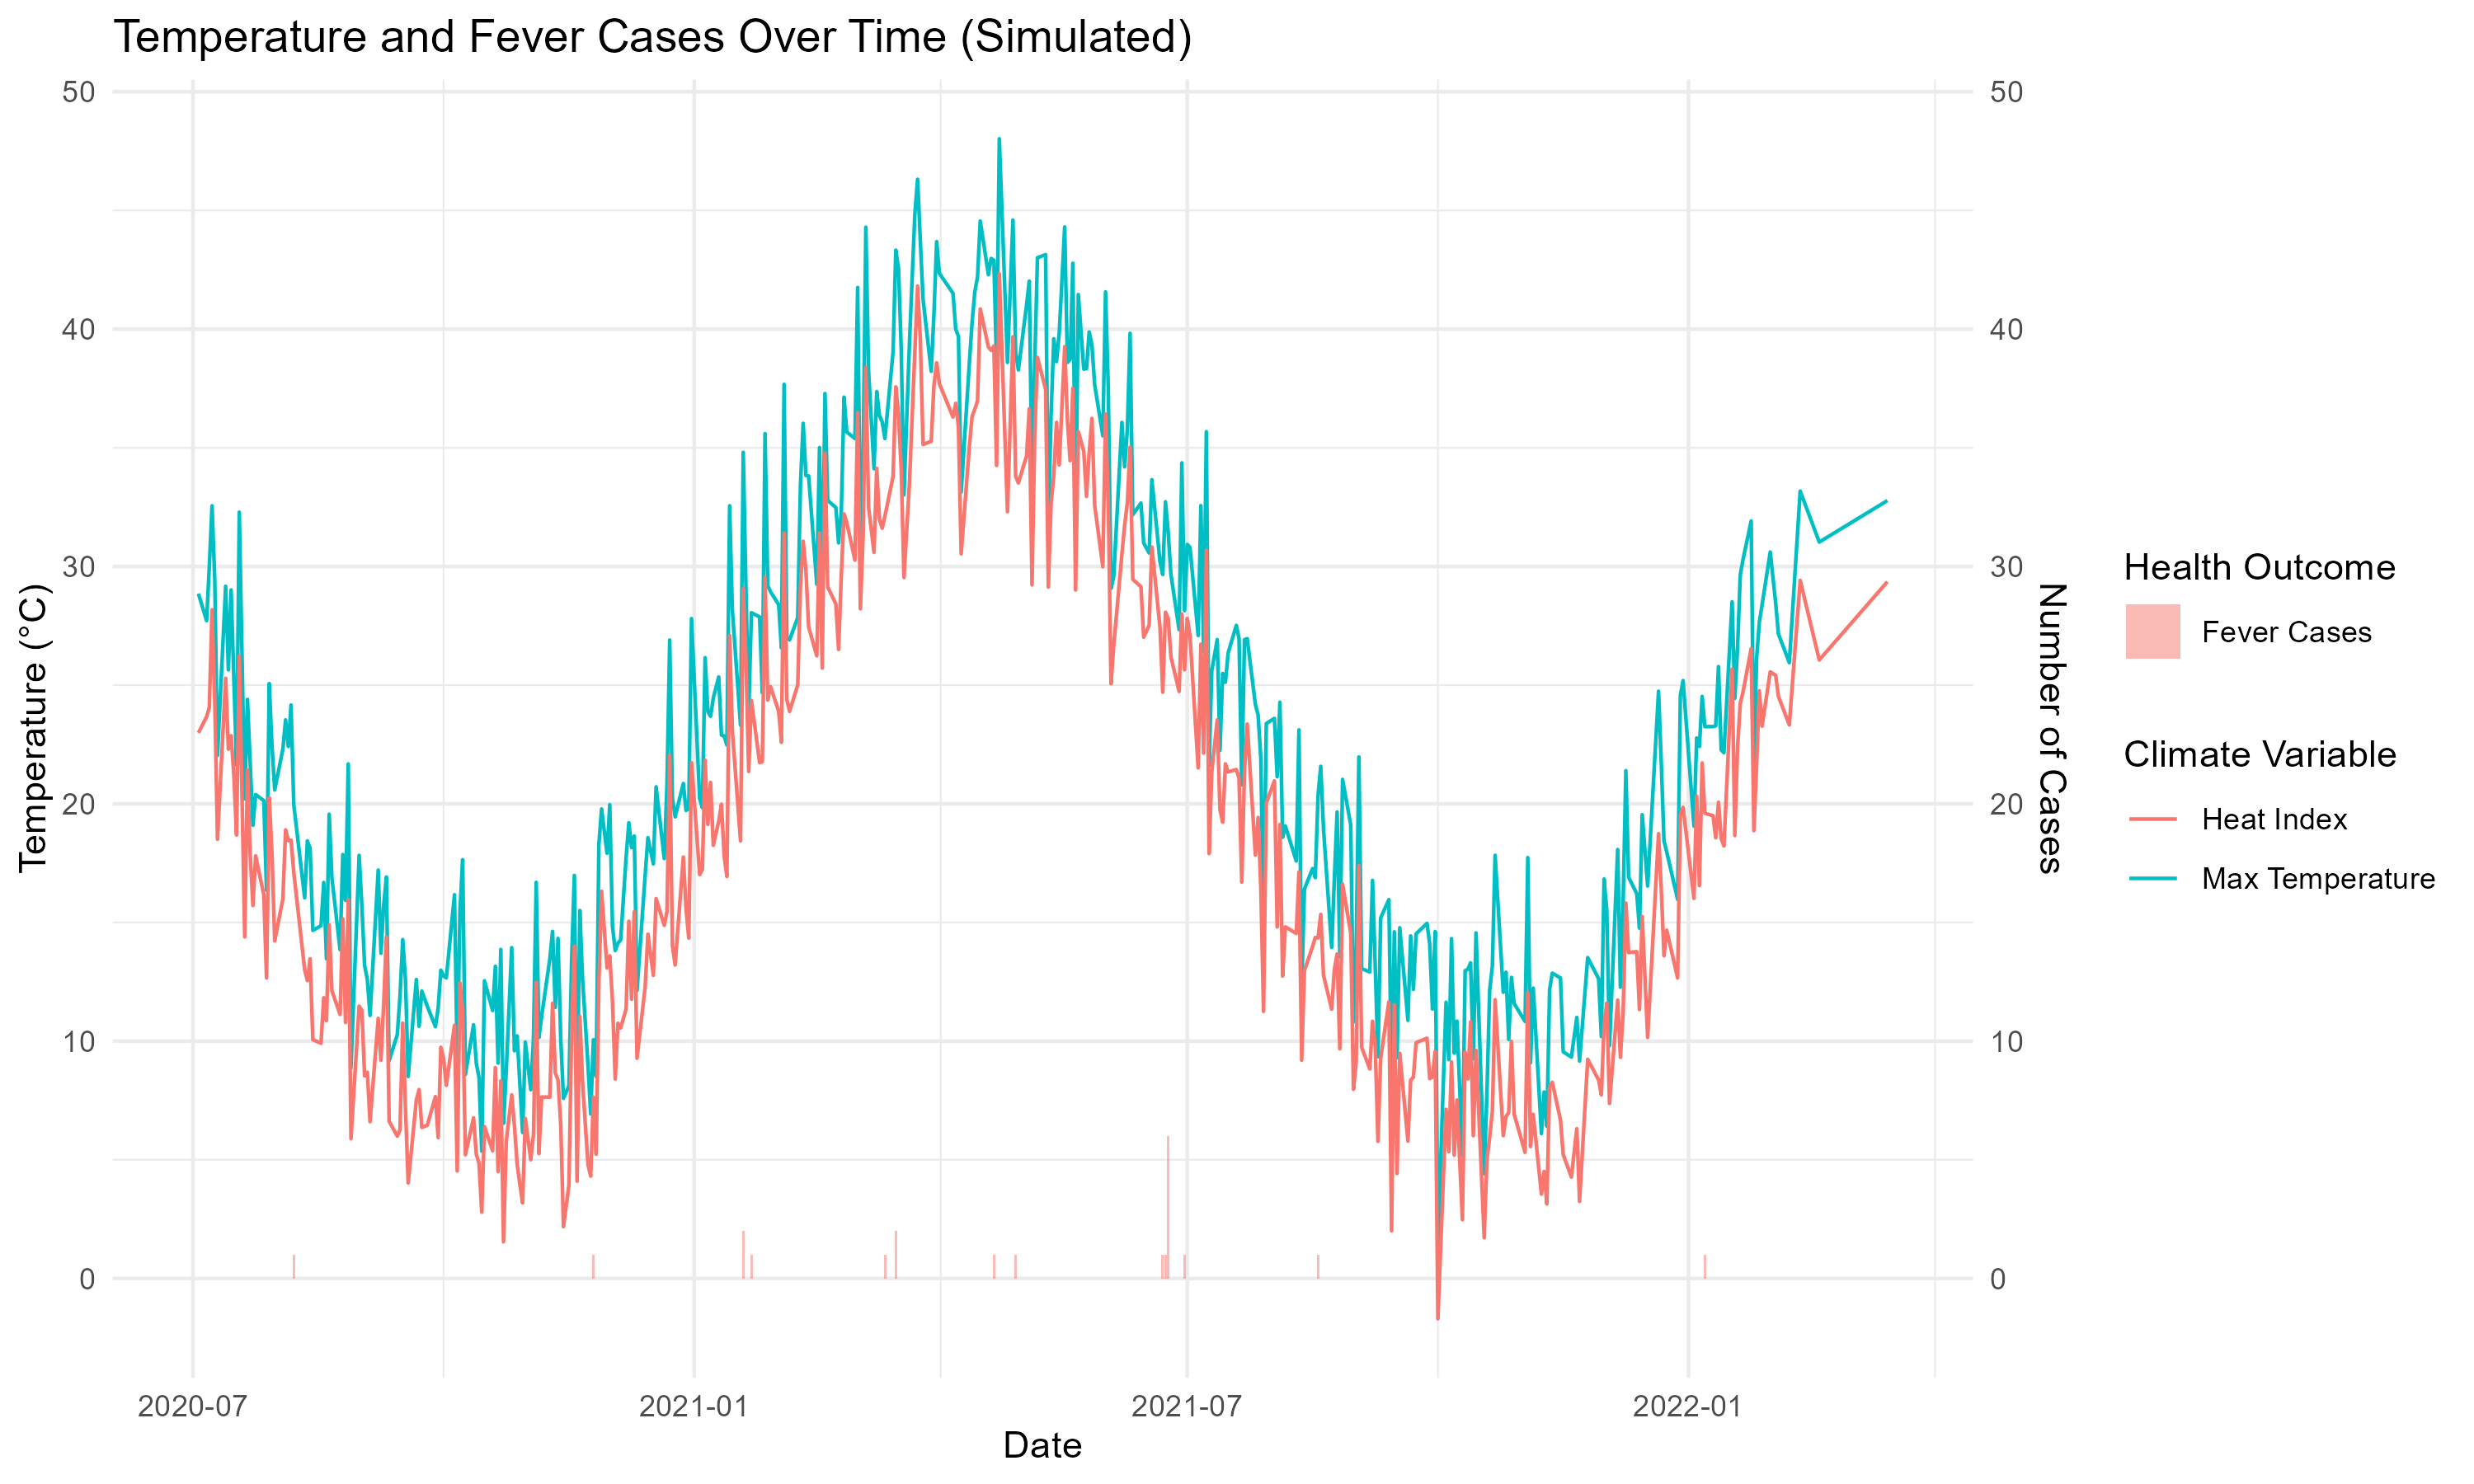 Temperature and Fever Cases Over Time (Simulated)
50
40
30
20
10
0
Temperature (°C)
50
40
30
20
10
0
Number of Cases
2020-07
2021-01
2021-07
2022-01
Date
Health Outcome
Fever Cases
Climate Variable
Heat Index
Max Temperature